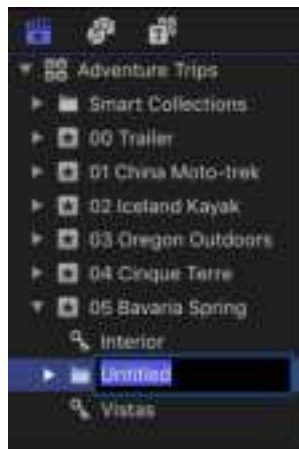 Adventure Trips
Smart Collections
00 Trailer
01 China Moto-trek
02 Iceland Kayak
03 Oregon Outdoors
04 Cinque Terre
05 Bavaria Spring
Interior
Untitled
Vistas